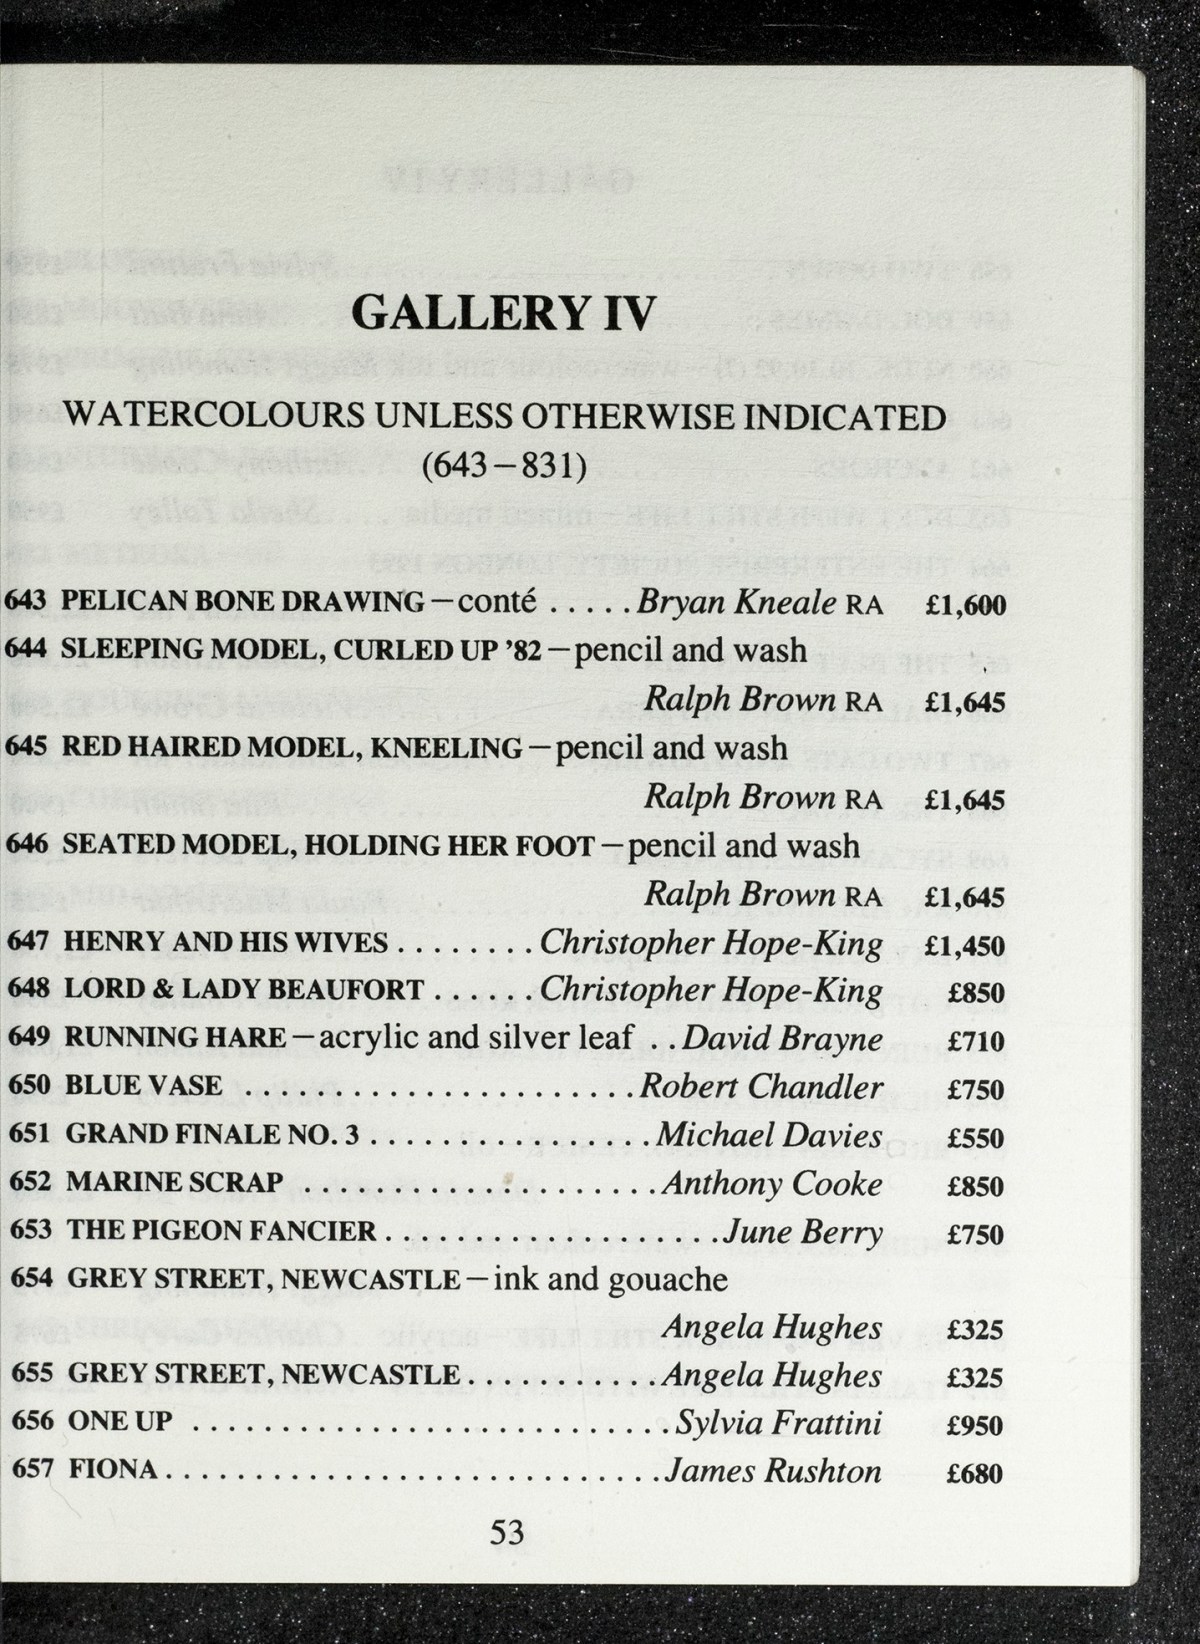 GALLERY IV
WATERCOLOURS UNLESS OTHERWISE INDICATED
(643–831)
643 PELICAN BONE DRAWING—conté ..... Bryan Kneale RA £1,600
644 SLEEPING MODEL, CURLED UP ’82—pencil and wash
Ralph Brown RA £1,645
645 RED HAIRED MODEL, KNEELING—pencil and wash
Ralph Brown RA £1,645
646 SEATED MODEL, HOLDING HER FOOT—pencil and wash
Ralph Brown RA £1,645
647 HENRY AND HIS WIVES ........ Christopher Hope-King £1,450
648 LORD & LADY BEAUFORT ...... Christopher Hope-King £850
649 RUNNING HARE—acrylic and silver leaf .. David Brayne £710
650 BLUE VASE ...................... Robert Chandler £750
651 GRAND FINALE NO. 3 ................ Michael Davies £550
652 MARINE SCRAP ..................... Anthony Cooke £850
653 THE PIGEON FANCIER ................... June Berry £750
654 GREY STREET, NEWCASTLE—ink and gouache
Angela Hughes £325
655 GREY STREET, NEWCASTLE ........... Angela Hughes £325
656 ONE UP ........................... Sylvia Frattini £950
657 FIONA ............................ James Rushton £680
53